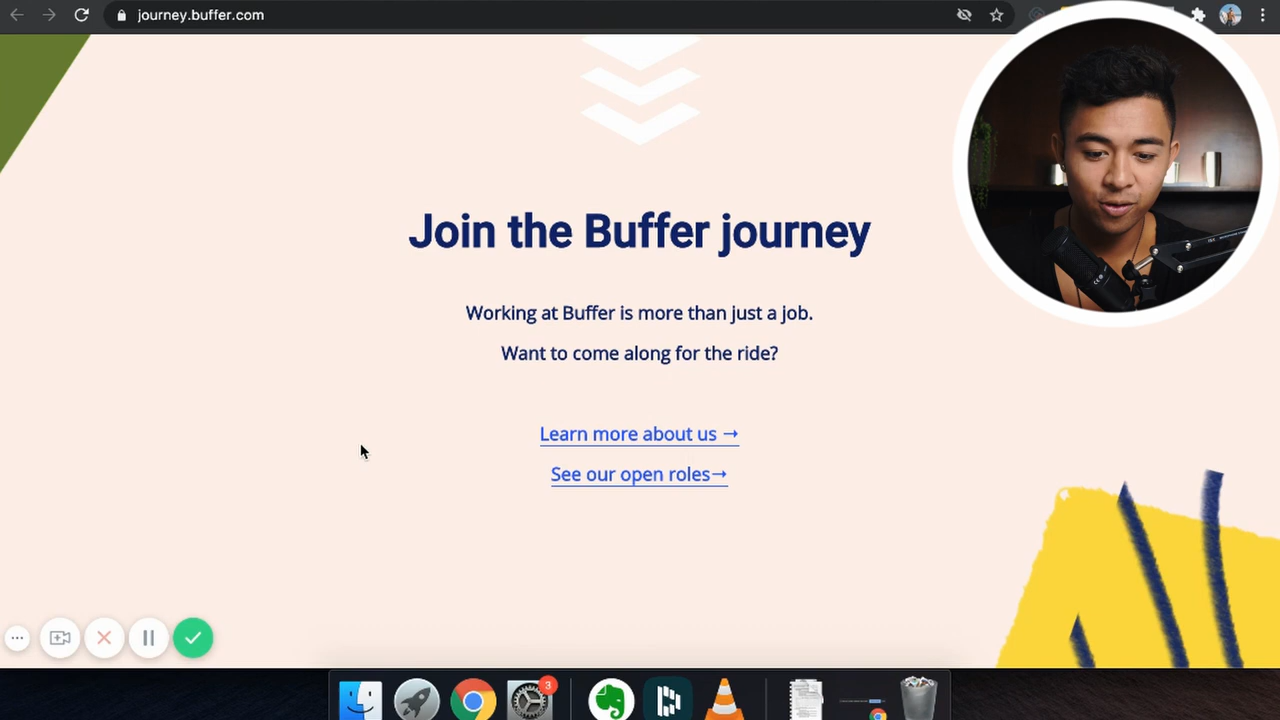 journey.buffer.com
Join the Buffer journey
Working at Buffer is more than just a job.
Want to come along for the ride?
Learn more about us →
See our open roles→
3